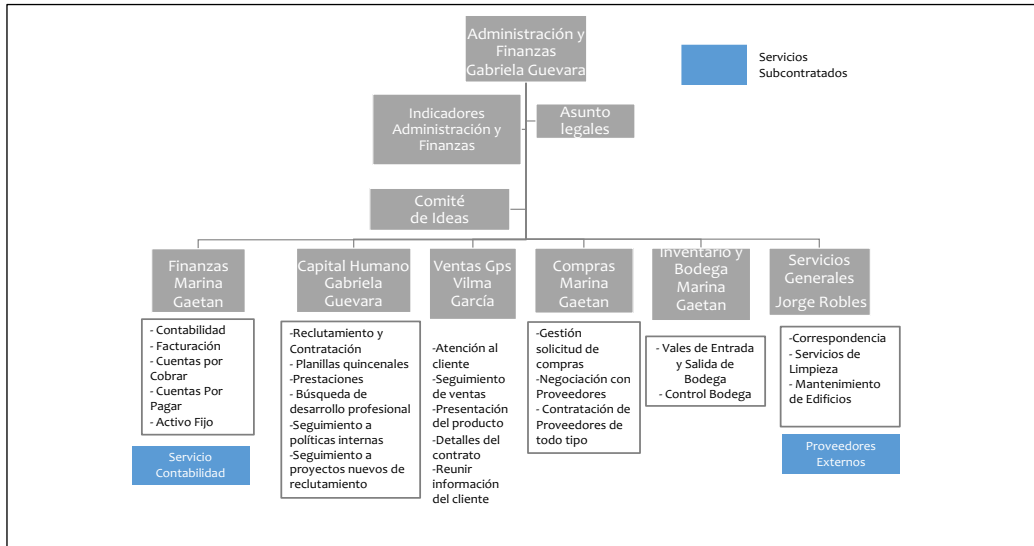 Administración y
Finanzas
Gabriela Guevara
Servicios
Subcontratados
Indicadores
Administración y
Finanzas
Asunto
legales
Comité
de Ideas
Finanzas
Marina
Gaetan
Capital Humano
Gabriela
Guevara
Ventas Gps
Vilma
García
Compras
Marina
Gaetan
Inventario y
Bodega
Marina
Gaetan
Servicios
Generales
Jorge Robles
- Contabilidad
- Facturación
- Cuentas por
Cobrar
- Cuentas Por
Pagar
- Activo Fijo
-Reclutamiento y
Contratación
- Planillas quincenales
-Prestaciones
- Búsqueda de
desarrollo profesional
-Seguimiento a
políticas internas
-Seguimiento a
proyectos nuevos de
reclutamiento
-Atención al
cliente
-Seguimiento
de ventas
-Presentación
del producto
-Detalles del
contrato
-Reunir
información
del cliente
-Gestión
solicitud de
compras
-Negociación con
Proveedores
- Contratación de
Proveedores
de todo tipo
- Vales de Entrada
y Salida de
Bodega
- Control Bodega
-Correspondencia
- Servicios de
Limpieza
- Mantenimiento
de Edificios
Servicio
Contabilidad
Proveedores
Externos